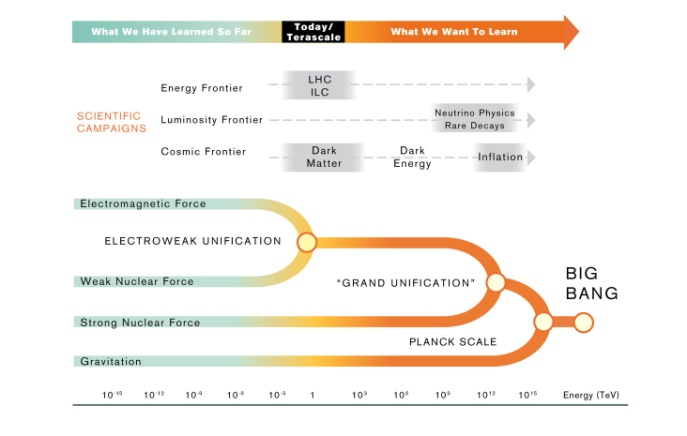 What We Have Learned So Far
Today/
Terascale
What We Want To Learn
SCIENTIFIC
CAMPAIGNS
Energy Frontier
LHC
ILC
Luminosity Frontier
Neutrino Physics
Rare Decays
Cosmic Frontier
Dark
Matter
Dark
Energy
Inflation
Electromagnetic Force
ELECTROWEAK UNIFICATION
Weak Nuclear Force
"GRAND UNIFICATION"
BIG
BANG
Strong Nuclear Force
PLANCK SCALE
Gravitation
10⁻¹⁵ 10⁻¹² 10⁻⁹ 10⁻⁶ 10⁻³ 1 10³ 10⁶ 10⁹ 10¹² 10¹⁵ Energy (TeV)